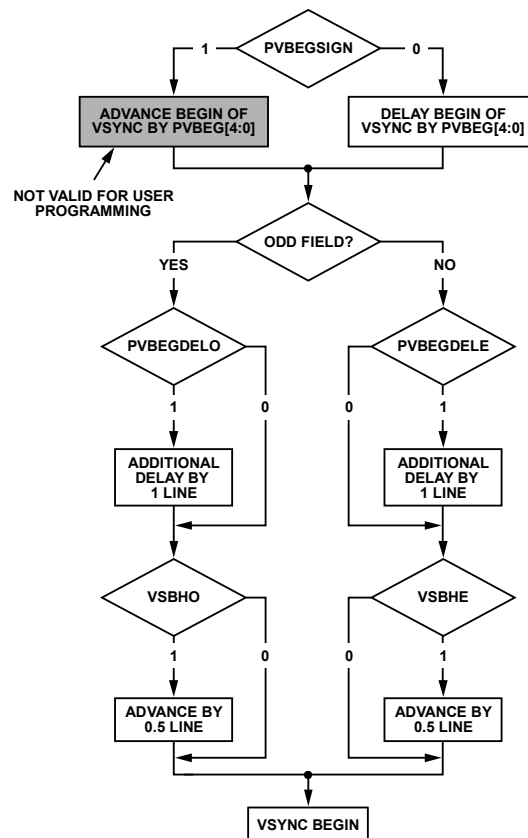 PVBEGSIGN
1
0
ADVANCE BEGIN OF
VSYNC BY PVBEG[4:0]
DELAY BEGIN OF
VSYNC BY PVBEG[4:0]
NOT VALID FOR USER
PROGRAMMING
ODD FIELD?
YES
NO
PVBEGDELO
PVBEGDELE
1
0
0
1
ADDITIONAL
DELAY BY
1 LINE
ADDITIONAL
DELAY BY
1 LINE
VSBHO
VSBHE
1
0
0
1
ADVANCE BY
0.5 LINE
ADVANCE BY
0.5 LINE
VSYNC BEGIN